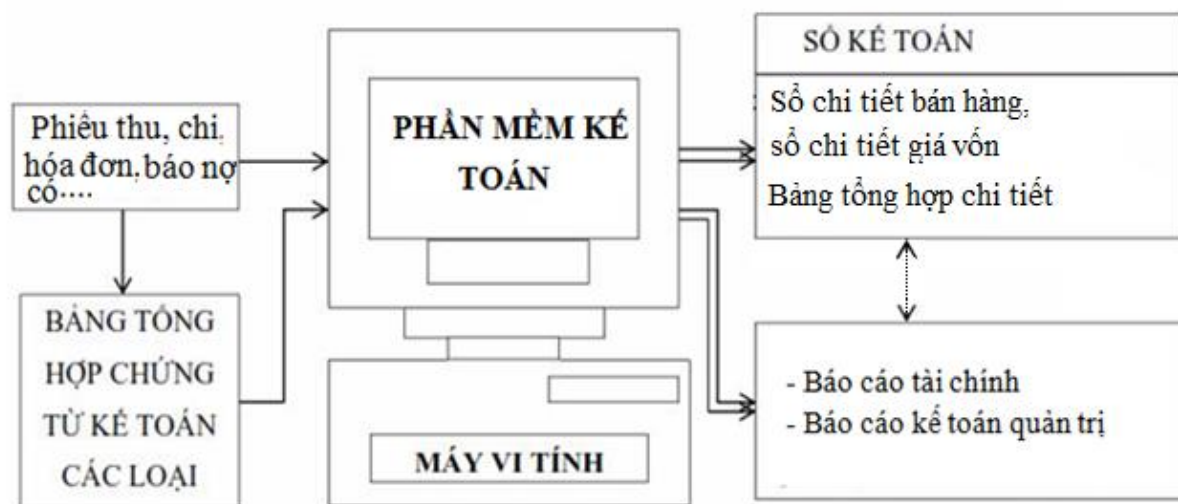 Phiếu thu, chi,
hóa đơn, báo nợ
có....
BẢNG TỔNG
HỢP CHỨNG
TỪ KẾ TOÁN
CÁC LOẠI
PHẦN MỀM KẾ
TOÁN
MÁY VI TÍNH
SỔ KẾ TOÁN
Sổ chi tiết bán hàng,
sổ chi tiết giá vốn
Bảng tổng hợp chi tiết
- Báo cáo tài chính
- Báo cáo kế toán quản trị